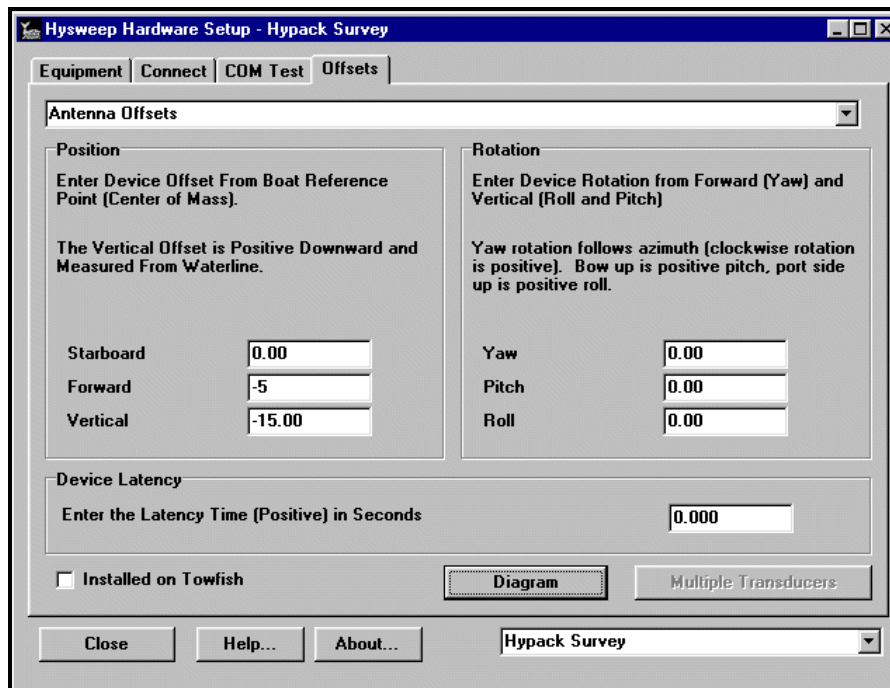 Hysweep Hardware Setup - Hypack Survey
Equipment
Connect
COM Test
Offsets
Antenna Offsets
Position
Enter Device Offset From Boat Reference
Point (Center of Mass).
The Vertical Offset is Positive Downward and
Measured From Waterline.
Starboard 0.00
Forward -5
Vertical -15.00
Rotation
Enter Device Rotation from Forward (Yaw) and
Vertical (Roll and Pitch)
Yaw rotation follows azimuth (clockwise rotation
is positive). Bow up is positive pitch, port side
up is positive roll.
Yaw 0.00
Pitch 0.00
Roll 0.00
Device Latency
Enter the Latency Time (Positive) in Seconds 0.000
Installed on Towfish
Diagram
Multiple Transducers
Close
Help...
About...
Hypack Survey